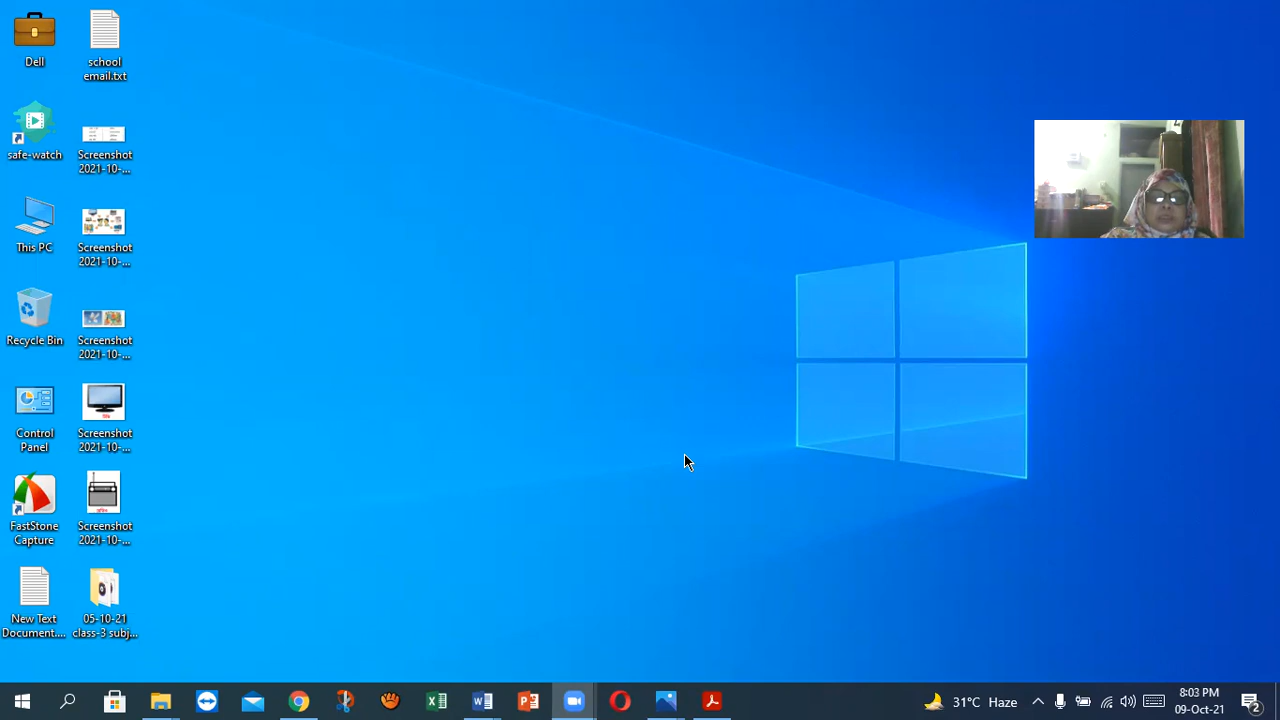 Dell
school
email.txt
safe-watch
Screenshot
2021-10-...
This PC
Screenshot
2021-10-...
Recycle Bin
Screenshot
2021-10-...
Control
Panel
Screenshot
2021-10-...
FastStone
Capture
Screenshot
2021-10-...
New Text
Document....
05-10-21
class-3 subj...
31°C Haze
8:03 PM
09-Oct-21
2